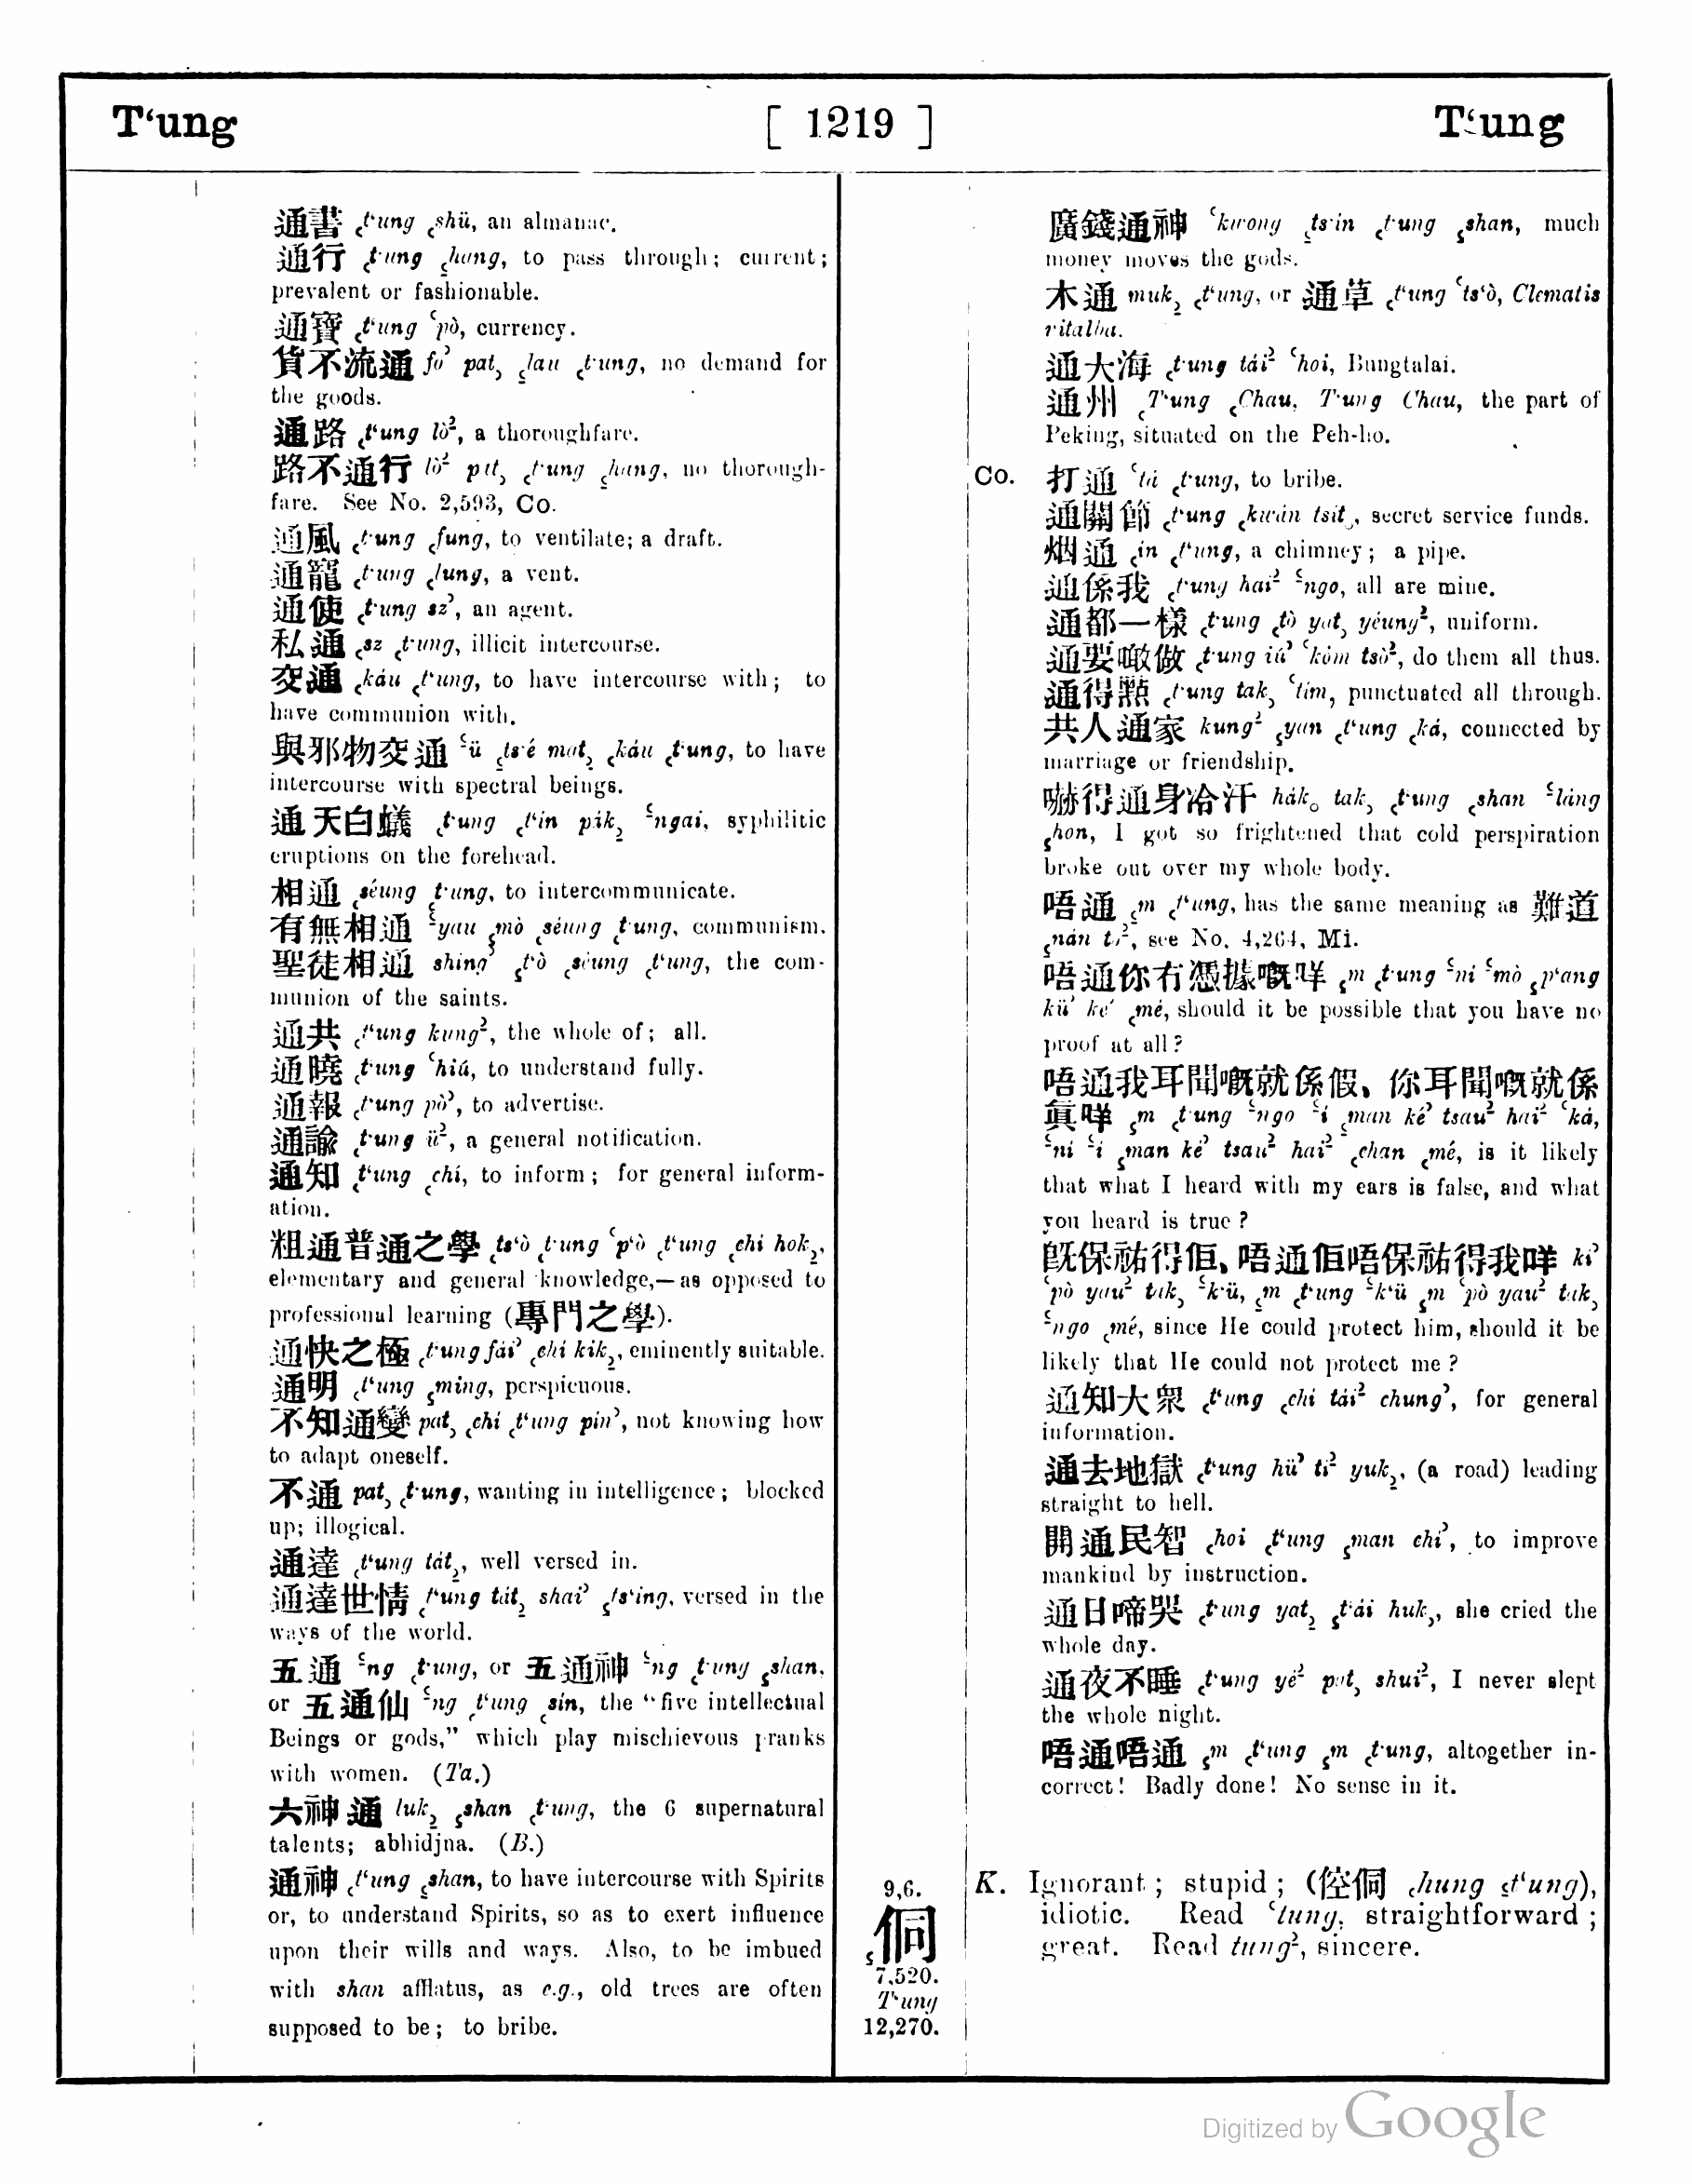 T‘ung [ 1219 ] T‘ung
通書 ꜀t‘ung ꜀shü, an almanac.
通行 ꜀t‘ung ꜁hang, to pass through; current;
prevalent or fashionable.
通寶 ꜀t‘ung ꜂pò, currency.
貨不流通 fo꜄ pat꜆ ꜁lau ꜀t‘ung, no demand for
the goods.
通路 ꜀t‘ung lò², a thoroughfare.
路不通行 lò² pat꜆ ꜀t‘ung ꜁hang, no thorough-
fare. See No. 2,593, Co.
通風 ꜀t‘ung ꜀fung, to ventilate; a draft.
通竉 ꜀t‘ung ꜀lung, a vent.
通使 ꜀t‘ung sz꜄, an agent.
私通 ꜀sz ꜀t‘ung, illicit intercourse.
交通 ꜀káu ꜀t‘ung, to have intercourse with; to
have communion with.
與邪物交通 ꜃ü ꜁ts‘é mat꜇ ꜀káu ꜀t‘ung, to have
intercourse with spectral beings.
通天白蟻 ꜀t‘ung ꜀t‘in pák꜇ ꜃ngai, syphilitic
eruptions on the forehead.
相通 ꜀séung ꜀t‘ung, to intercommunicate.
有無相通 ꜃yau ꜁mò ꜀séung ꜀t‘ung, communism.
聖徒相通 shing꜄ ꜁t‘ò ꜀séung ꜀t‘ung, the com-
munion of the saints.
通共 ꜀t‘ung kung², the whole of; all.
通曉 ꜀t‘ung ꜂hiú, to understand fully.
通報 ꜀t‘ung pò꜄, to advertise.
通諭 ꜀t‘ung ü², a general notification.
通知 ꜀t‘ung ꜀chí, to inform; for general inform-
ation.
粗通普通之學 ꜀ts‘ò ꜀t‘ung ꜂p‘ò ꜀t‘ung ꜀chí hok꜇,
elementary and general knowledge,—as opposed to
professional learning (專門之學).
通快之極 ꜀t‘ung fái꜄ ꜀chí kik꜇, eminently suitable.
通明 ꜀t‘ung ꜁ming, perspicuous.
不知通變 pat꜆ ꜀chí ꜀t‘ung pín꜄, not knowing how
to adapt oneself.
不通 pat꜆ ꜀t‘ung, wanting in intelligence; blocked
up; illogical.
通達 ꜀t‘ung tát꜇, well versed in.
通達世情 ꜀t‘ung tát꜇ shai꜄ ꜁ts‘ing, versed in the
ways of the world.
五通 ꜃ng ꜀t‘ung, or 五通神 ꜃ng ꜀t‘ung ꜁shan,
or 五通仙 ꜃ng ꜀t‘ung ꜀sín, the “five intellectual
Beings or gods,” which play mischievous pranks
with women. (Ta.)
六神通 luk꜇ ꜁shan ꜀t‘ung, the 6 supernatural
talents; abhidjna. (B.)
通神 ꜀t‘ung ꜁shan, to have intercourse with Spirits
or, to understand Spirits, so as to exert influence
upon their wills and ways. Also, to be imbued
with shan afflatus, as e.g., old trees are often
supposed to be; to bribe.
廣錢通神 ꜂kwong ꜁ts‘in ꜀t‘ung ꜁shan, much
money moves the gods.
木通 muk꜇ ꜀t‘ung, or 通草 ꜀t‘ung ꜂ts‘ò, Clematis
vitalba.
通大海 ꜀t‘ung tái² ꜂hoi, Bungtalai.
通州 ꜀T‘ung ꜀Chau, T‘ung Chau, the part of
Peking, situated on the Peh-ho.
Co. 打通 ꜂tá ꜀t‘ung, to bribe.
通關節 ꜀t‘ung ꜀kwán tsít꜆, secret service funds.
烟通 ꜀in ꜀t‘ung, a chimney; a pipe.
通係我 ꜀t‘ung hai² ꜃ngo, all are mine.
通都一樣 ꜀t‘ung ꜀tò yat꜆ yéung², uniform.
通要噉做 ꜀t‘ung iú꜄ ꜂kòm tsò², do them all thus.
通得點 ꜀t‘ung tak꜆ ꜂tím, punctuated all through.
共人通家 kung² ꜁yan ꜀t‘ung ꜀ká, connected by
marriage or friendship.
嚇得通身冷汗 hák꜀ tak꜆ ꜀t‘ung ꜀shan ꜃láng
꜁hon, I got so frightened that cold perspiration
broke out over my whole body.
唔通 ꜁m ꜀t‘ung, has the same meaning as 難道
꜁nán tò², see No. 4,264, Mi.
唔通你冇憑據嘅咩 ꜁m ꜀t‘ung ꜃ní ꜃mò ꜁p‘ang
kü꜄ ké꜄ ꜀mé, should it be possible that you have no
proof at all?
唔通我耳聞嘅就係假、你耳聞嘅就係
眞咩 ꜁m ꜀t‘ung ꜃ngo ꜃í ꜁man ké꜄ tsau² hai² ꜂ká,
꜃ní ꜃í ꜁man ké꜄ tsau² hai² ꜀chan ꜀mé, is it likely
that what I heard with my ears is false, and what
you heard is true?
旣保祐得佢、唔通佢唔保祐得我咩 kí꜄
꜂pò yau² tak꜆ ꜃k‘ü, ꜁m ꜀t‘ung ꜃k‘ü ꜁m ꜂pò yau² tak꜆
꜃ngo ꜀mé, since He could protect him, should it be
likely that He could not protect me?
通知大衆 ꜀t‘ung ꜀chí tái² chung꜄, for general
information.
通去地獄 ꜀t‘ung hü꜄ tí² yuk꜇, (a road) leading
straight to hell.
開通民智 ꜀hoi ꜀t‘ung ꜁man chí꜄, to improve
mankind by instruction.
通日啼哭 ꜀t‘ung yat꜇ ꜁t‘ái huk꜆, she cried the
whole day.
通夜不睡 ꜀t‘ung yé² pat꜆ shui², I never slept
the whole night.
唔通唔通 ꜁m ꜀t‘ung ꜁m ꜀t‘ung, altogether in-
correct! Badly done! No sense in it.
9,6.
꜁侗
7,520.
T‘ung
12,270.
K. Ignorant; stupid; (倥侗 ꜀hung ꜁t‘ung),
idiotic. Read ꜂tung, straightforward;
great. Read tung², sincere.
Digitized by Google